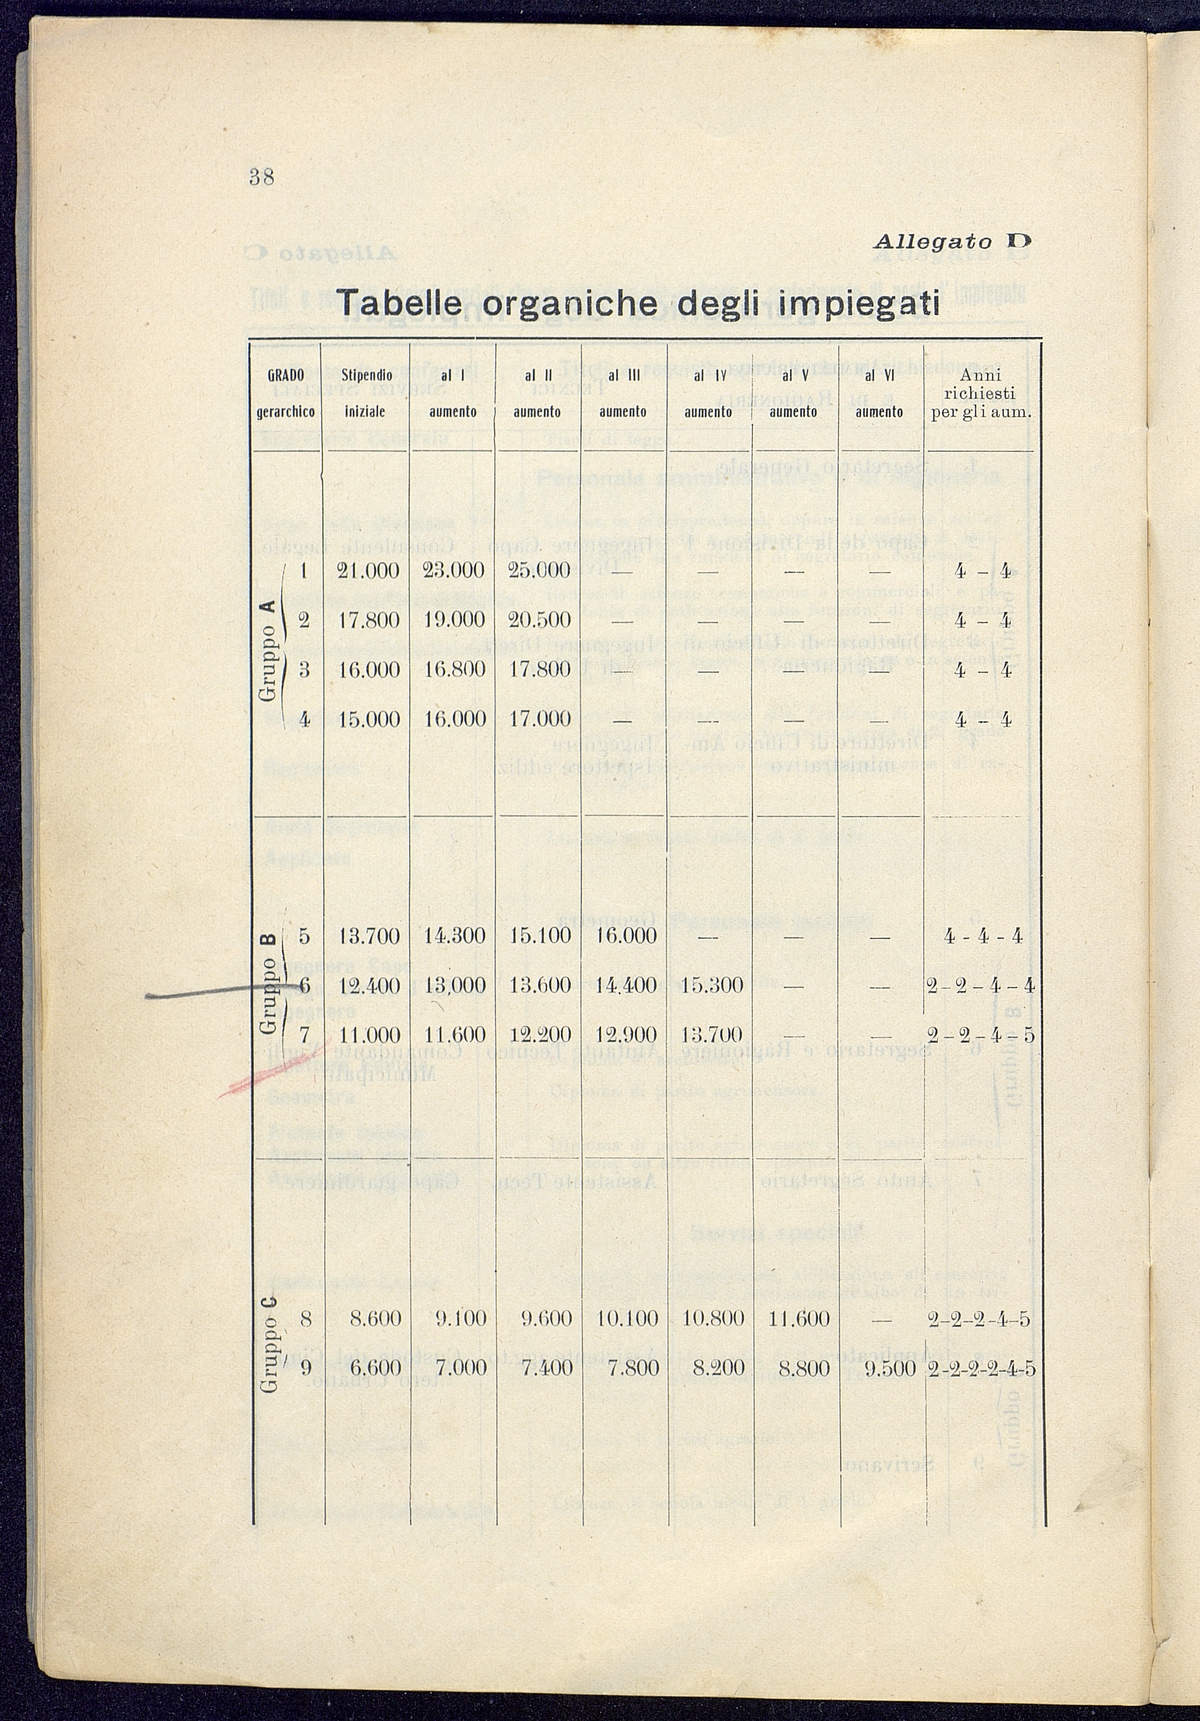 38
Allegato D
Tabelle organiche degli impiegati
GRADO gerarchico Stipendio iniziale al I aumento al II aumento al III aumento al IV aumento al V aumento al VI aumento Anni richiesti per gli aum.
Gruppo A
1 21.000 23.000 25.000 — — — — 4 - 4
2 17.800 19.000 20.500 — — — — 4 - 4
3 16.000 16.800 17.800 — — — — 4 - 4
4 15.000 16.000 17.000 — — — — 4 - 4
Gruppo B
5 13.700 14.300 15.100 16.000 — — — 4 - 4 - 4
6 12.400 13,000 13.600 14.400 15.300 — — 2 - 2 - 4 - 4
7 11.000 11.600 12.200 12.900 13.700 — — 2 - 2 - 4 - 5
Gruppo C
8 8.600 9.100 9.600 10.100 10.800 11.600 — 2-2-2-4-5
9 6.600 7.000 7.400 7.800 8.200 8.800 9.500 2-2-2-2-4-5